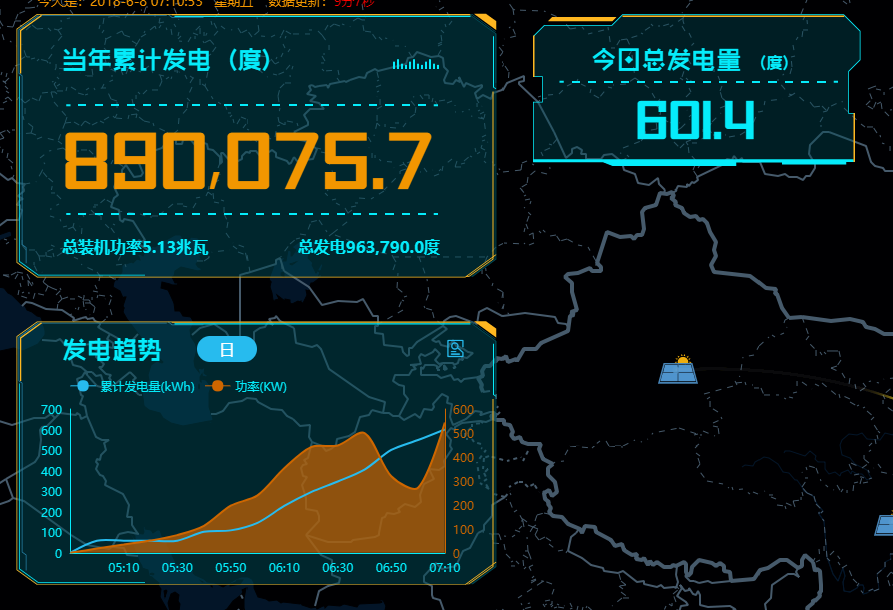 今天是：2018-6-8 07:10:55 星期五 数据更新：9分7秒
当年累计发电（度）
890,075.7
总装机功率5.13兆瓦 总发电963,790.0度
今日总发电量 （度）
601.4
发电趋势 日
累计发电量(kWh) 功率(KW)
700 600
600 500
500 400
400 300
300 200
200 100
100 0
0
05:10 05:30 05:50 06:10 06:30 06:50 07:10